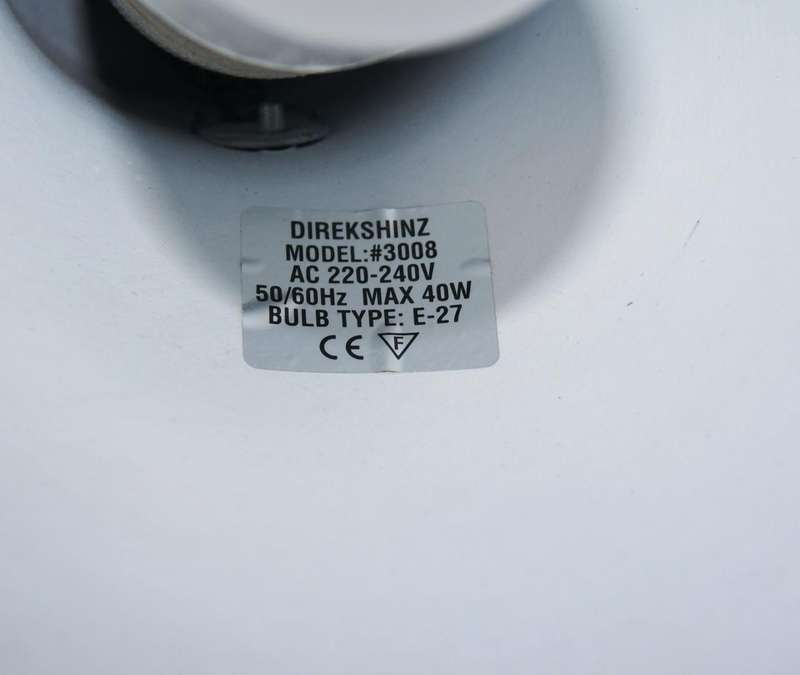 DIREKSHINZ
MODEL:#3008
AC 220-240V
50/60Hz MAX 40W
BULB TYPE: E-27
CE F